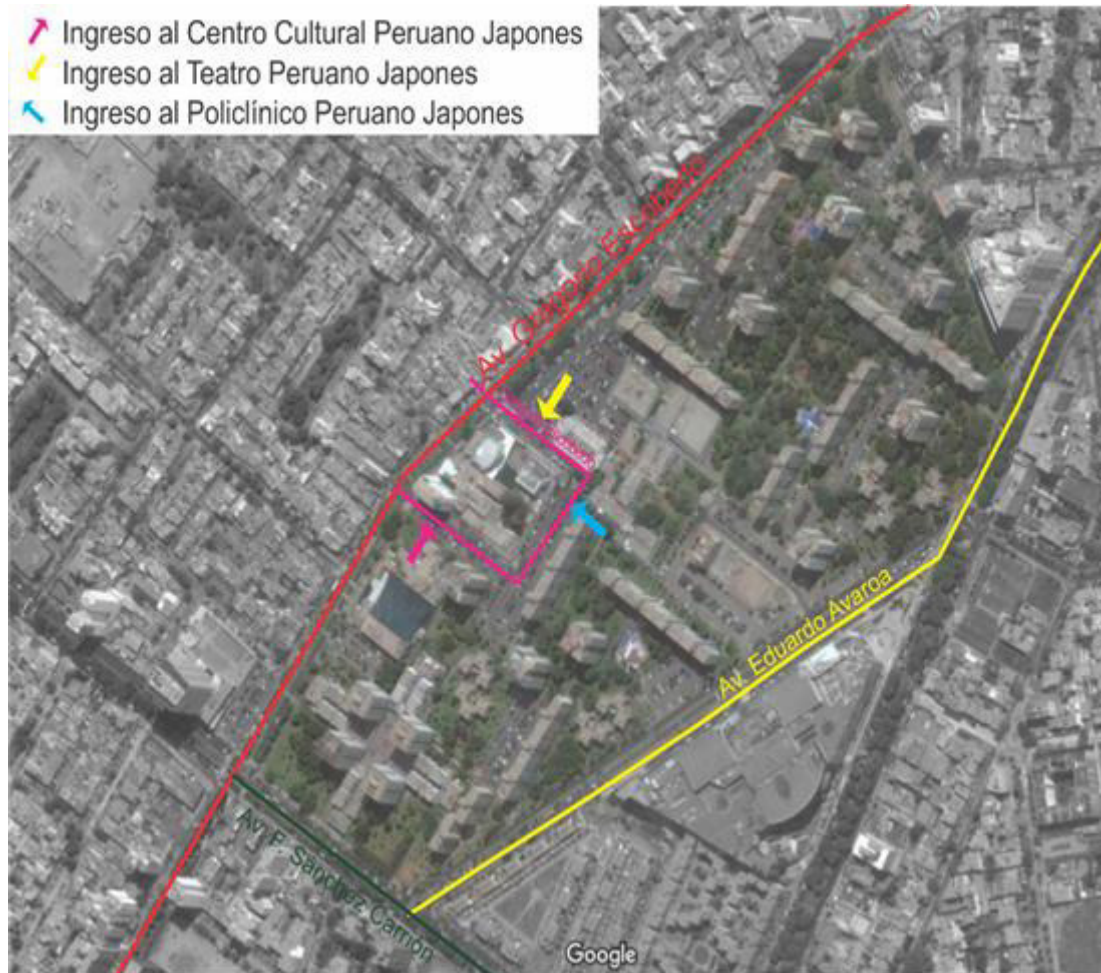 Ingreso al Centro Cultural Peruano Japones
Ingreso al Teatro Peruano Japones
Ingreso al Policlínico Peruano Japones
Av. Gregorio Escobedo
Av. Eduardo Avaroa
Av. F. Sánchez Carrión
Google